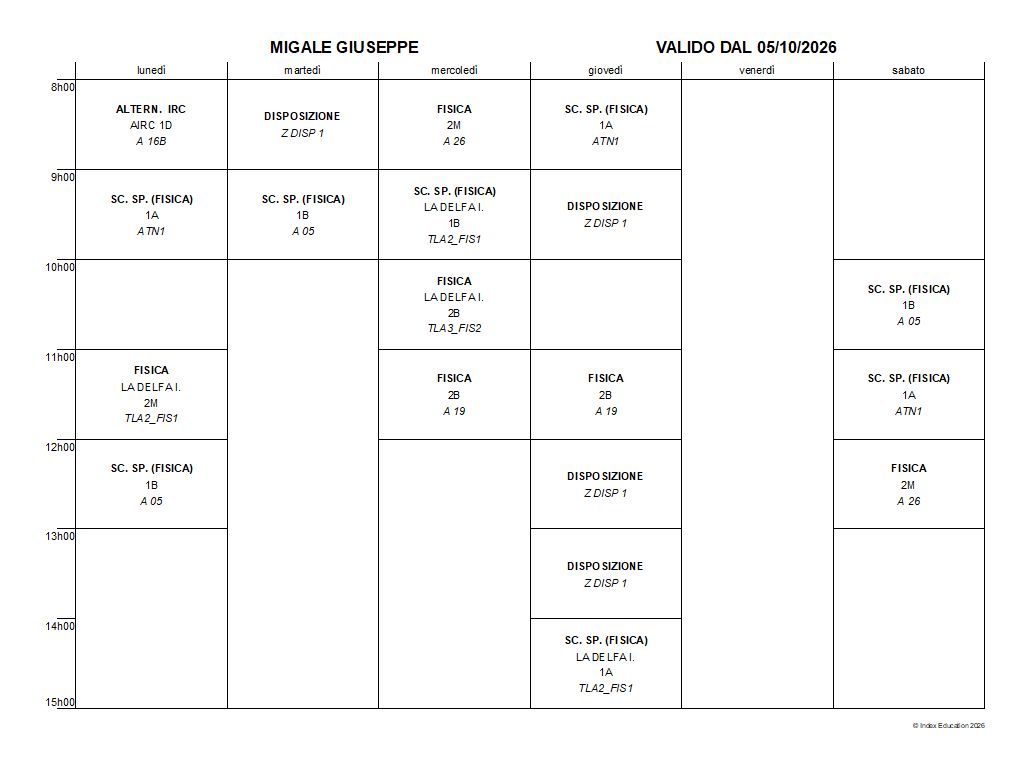 MIGALE GIUSEPPE VALIDO DAL 05/10/2026
lunedì martedì mercoledì giovedì venerdì sabato
8h00
ALTERN. IRC
AIRC 1D
A 16B
DISPOSIZIONE
Z DISP 1
FISICA
2M
A 26
SC. SP. (FISICA)
1A
ATN1
9h00
SC. SP. (FISICA)
1A
ATN1
SC. SP. (FISICA)
1B
A 05
SC. SP. (FISICA)
LA DELFA I.
1B
TLA2_FIS1
DISPOSIZIONE
Z DISP 1
10h00
FISICA
LA DELFA I.
2B
TLA3_FIS2
SC. SP. (FISICA)
1B
A 05
11h00
FISICA
LA DELFA I.
2M
TLA2_FIS1
FISICA
2B
A 19
FISICA
2B
A 19
SC. SP. (FISICA)
1A
ATN1
12h00
SC. SP. (FISICA)
1B
A 05
DISPOSIZIONE
Z DISP 1
FISICA
2M
A 26
13h00
DISPOSIZIONE
Z DISP 1
14h00
SC. SP. (FISICA)
LA DELFA I.
1A
TLA2_FIS1
15h00
© Index Education 2026